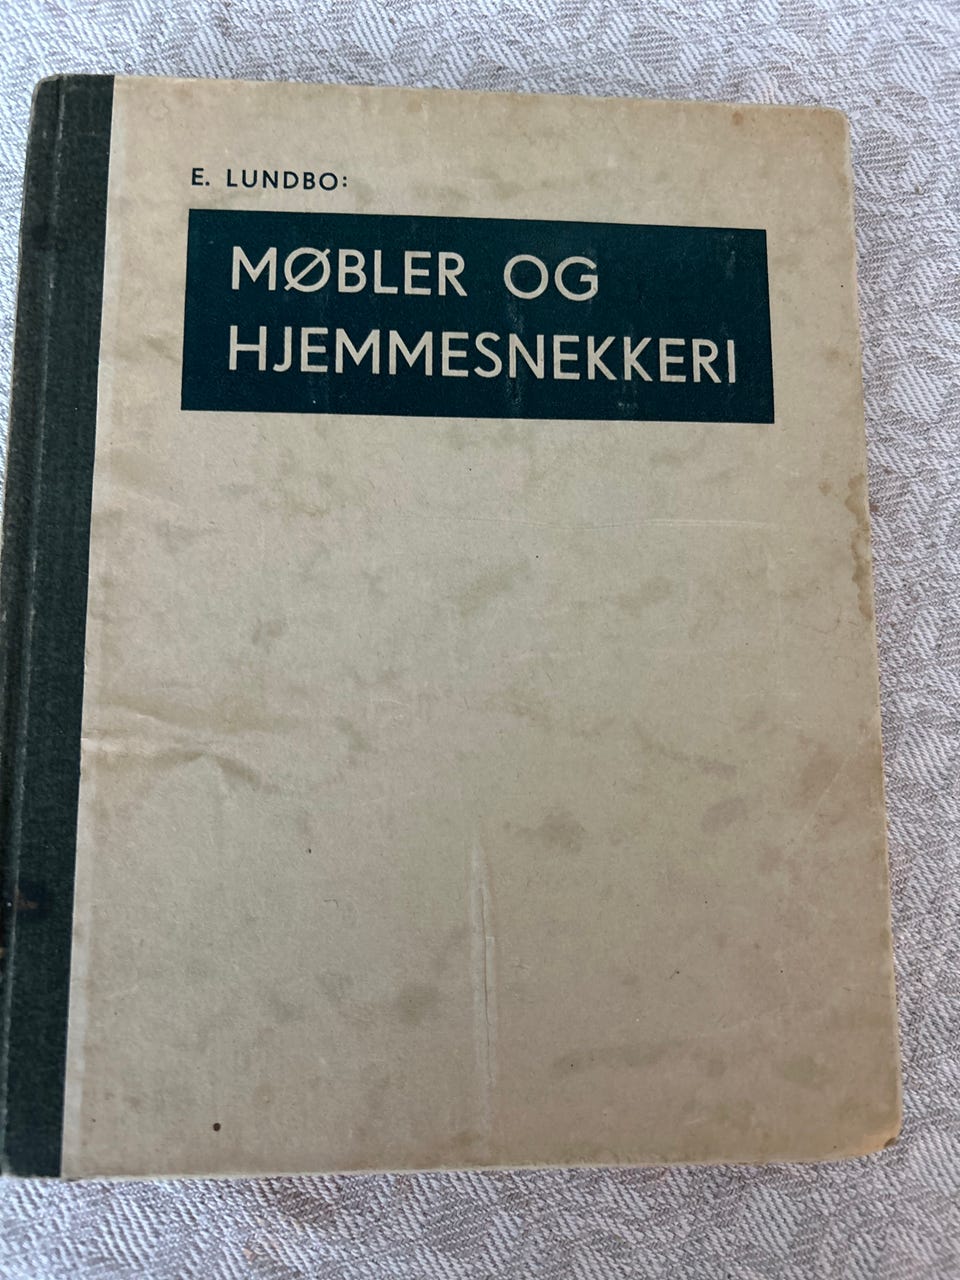 E. LUNDBO:
MØBLER OG
HJEMMESNEKKERI